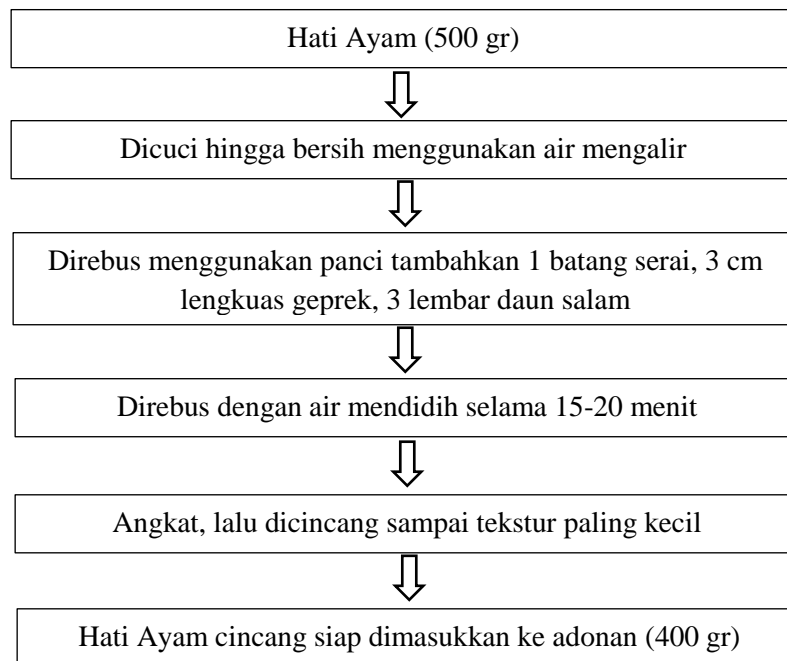 Hati Ayam (500 gr)
Dicuci hingga bersih menggunakan air mengalir
Direbus menggunakan panci tambahkan 1 batang serai, 3 cm
lengkuas geprek, 3 lembar daun salam
Direbus dengan air mendidih selama 15-20 menit
Angkat, lalu dicincang sampai tekstur paling kecil
Hati Ayam cincang siap dimasukkan ke adonan (400 gr)